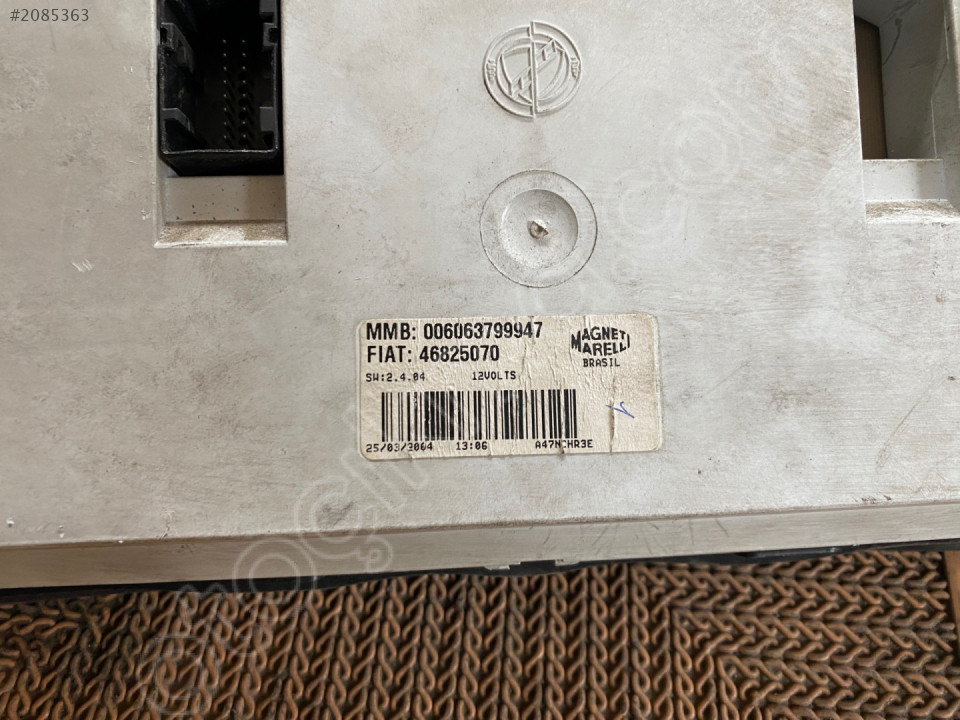 #2085363
MMB: 006063799947
FIAT: 46825070
MAGNETI
MARELLI
BRASIL
SW:2.4.04 12VOLTS
25/03/2004 13:06 A47NCHR3E